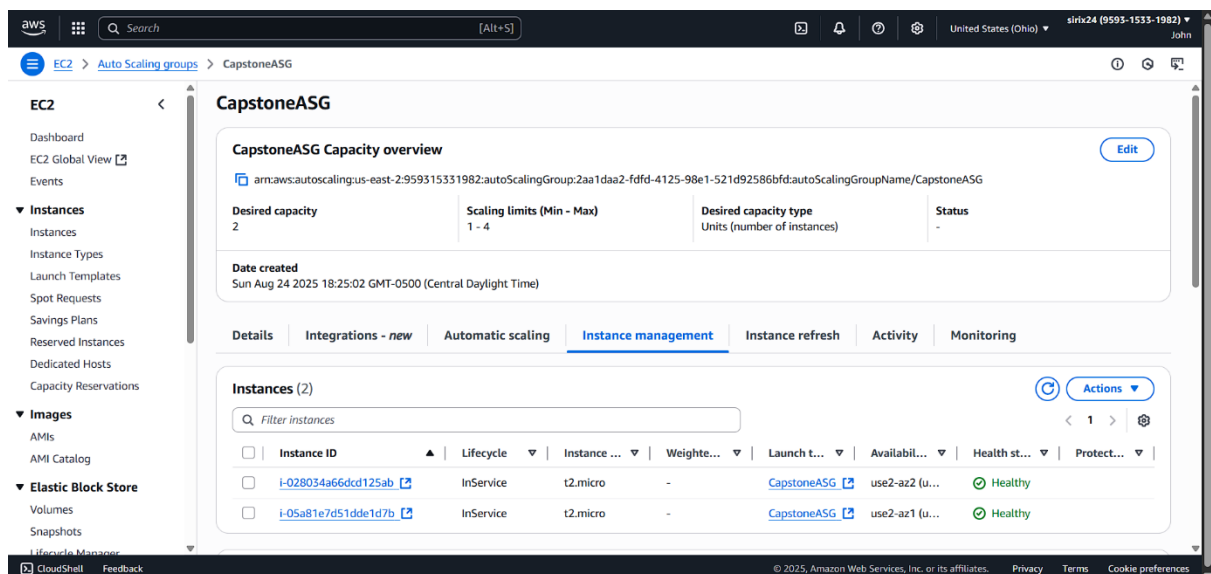 aws
Search
[Alt+S]
United States (Ohio) ▼
sirix24 (9593-1533-1982) ▼
John
EC2 > Auto Scaling groups > CapstoneASG
EC2
Dashboard
EC2 Global View
Events
▼ Instances
Instances
Instance Types
Launch Templates
Spot Requests
Savings Plans
Reserved Instances
Dedicated Hosts
Capacity Reservations
▼ Images
AMIs
AMI Catalog
▼ Elastic Block Store
Volumes
Snapshots
Lifecycle Manager
CapstoneASG
CapstoneASG Capacity overview
Edit
arn:aws:autoscaling:us-east-2:959315331982:autoScalingGroup:2aa1daa2-fdfd-4125-98e1-521d92586bfd:autoScalingGroupName/CapstoneASG
Desired capacity
2
Scaling limits (Min - Max)
1 - 4
Desired capacity type
Units (number of instances)
Status
-
Date created
Sun Aug 24 2025 18:25:02 GMT-0500 (Central Daylight Time)
Details Integrations - new Automatic scaling Instance management Instance refresh Activity Monitoring
Instances (2)
Actions ▼
Filter instances
< 1 >
Instance ID ▲ Lifecycle Instance ... Weighte... Launch t... Availabil... Health st... Protect...
i-028034a66dcd125ab InService t2.micro - CapstoneASG use2-az2 (u... Healthy
i-05a81e7d51dde1d7b InService t2.micro - CapstoneASG use2-az1 (u... Healthy
CloudShell Feedback © 2025, Amazon Web Services, Inc. or its affiliates. Privacy Terms Cookie preferences